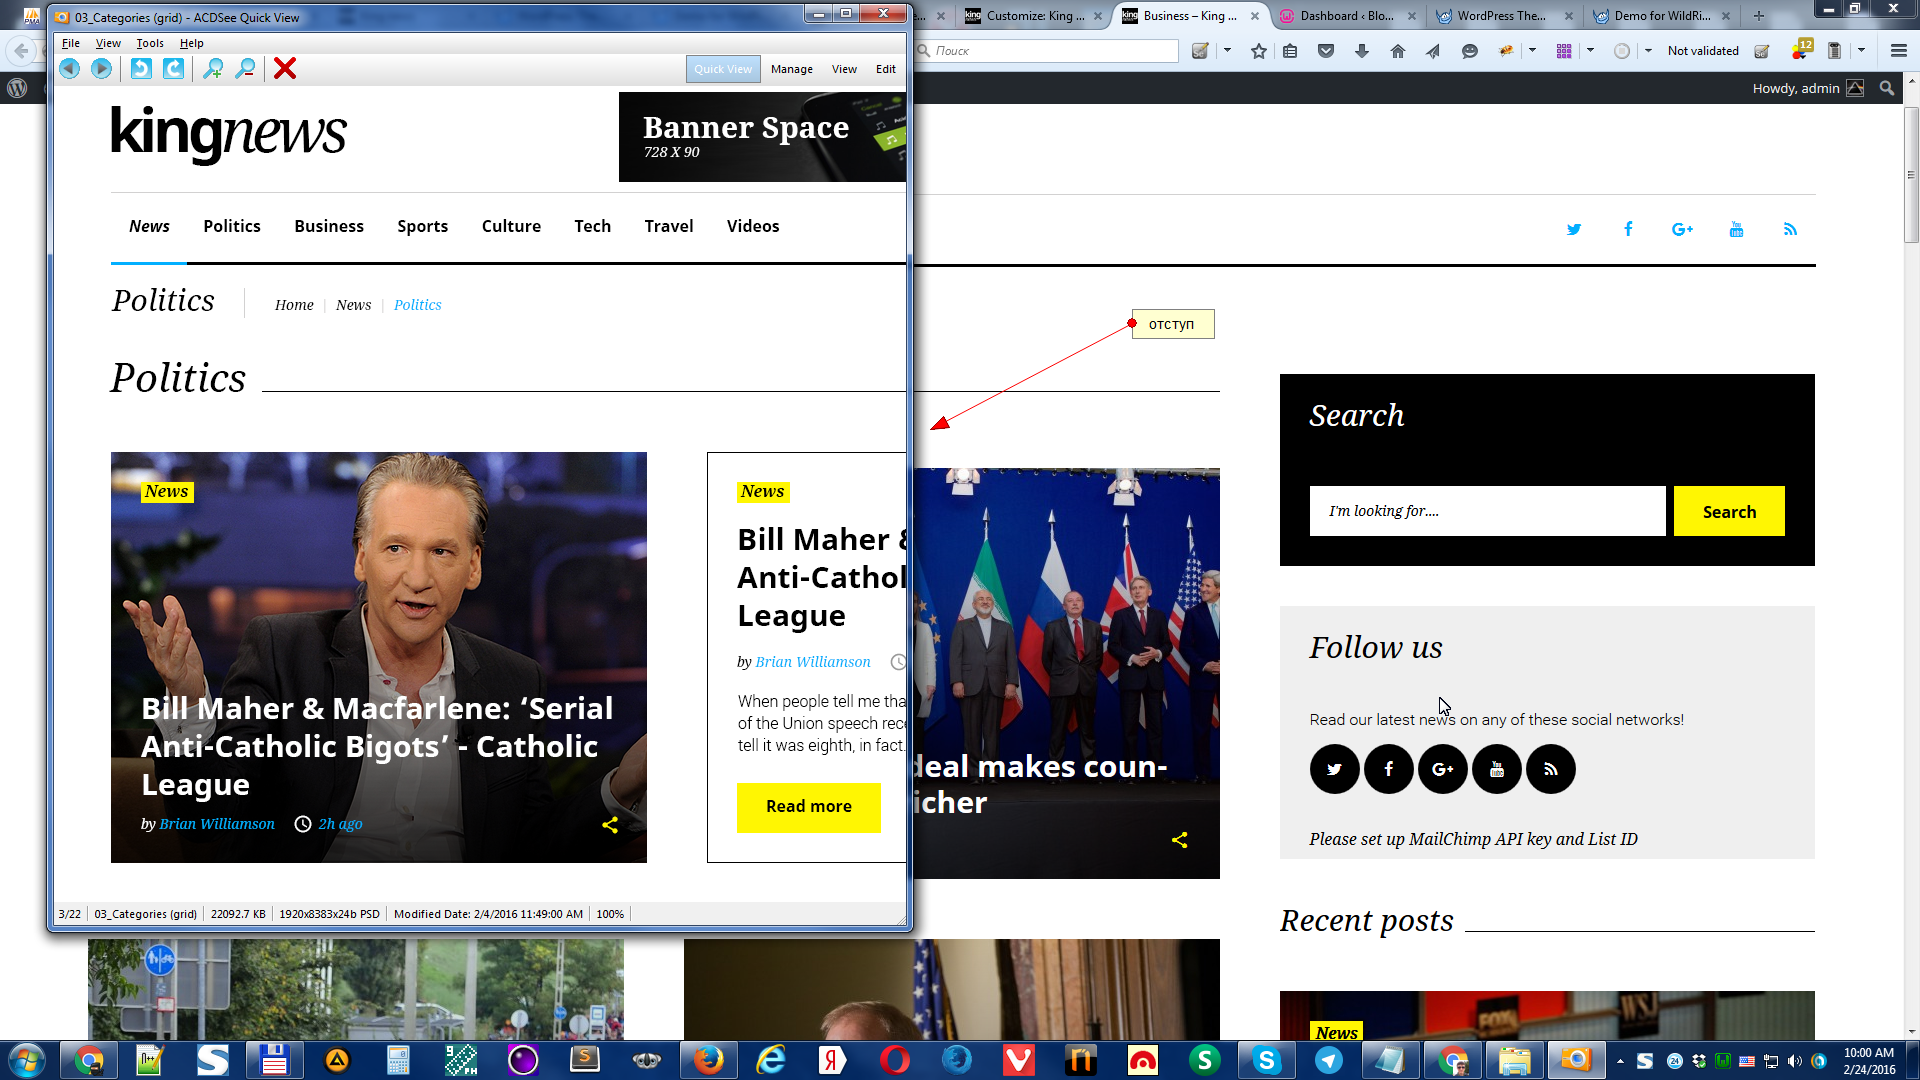 03_Categories (grid) - ACDSee Quick View
Customize: King ...
Business – King ...
Dashboard ‹ Blo...
WordPress The...
Demo for WildRi...
File View Tools Help
Поиск
Not validated
12
Quick View Manage View Edit
Howdy, admin
kingnews
Banner Space
728 X 90
News Politics Business Sports Culture Tech Travel Videos
Politics
Home | News | Politics
отступ
Politics
Search
I'm looking for....
Search
News
Bill Maher & Macfarlene: ‘Serial
Anti-Catholic Bigots’ - Catholic
League
by Brian Williamson 2h ago
News
Bill Maher &
Anti-Cathol
League
by Brian Williamson
When people tell me tha
of the Union speech rece
tell it was eighth, in fact.
Read more
deal makes coun-
icher
Follow us
Read our latest news on any of these social networks!
Please set up MailChimp API key and List ID
Recent posts
News
FOX
WSJ
3/22 03_Categories (grid) 22092.7 KB 1920x8383x24b PSD Modified Date: 2/4/2016 11:49:00 AM 100%
10:00 AM
2/24/2016